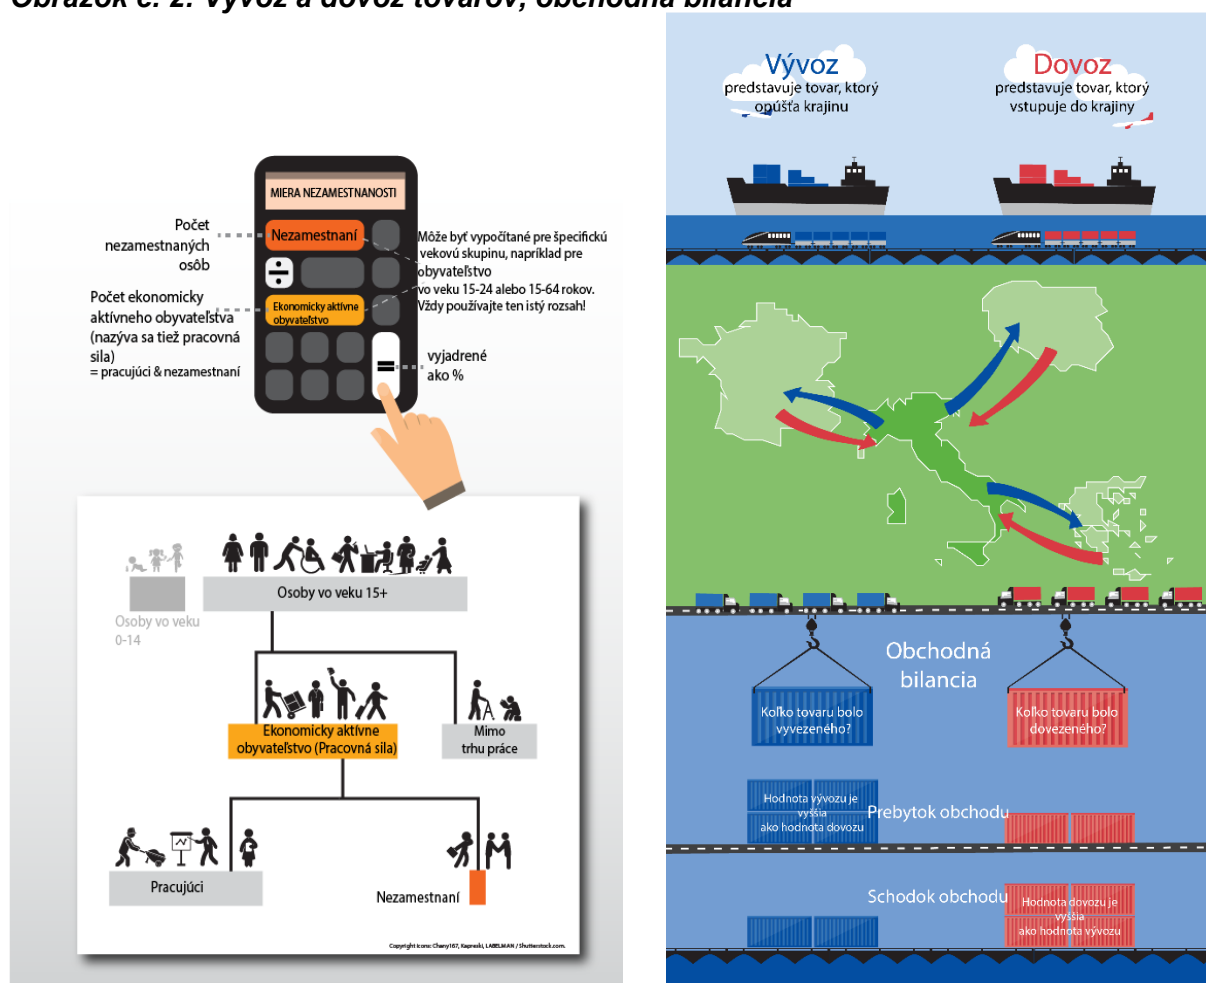 Obrázok č. 2: Vývoz a dovoz tovarov, obchodná bilancia
MIERA NEZAMESTNANOSTI
Počet
nezamestnaných
osôb
Nezamestnaní
Môže byť vypočítané pre špecifickú
vekovú skupinu, napríklad pre
obyvateľstvo
vo veku 15-24 alebo 15-64 rokov.
Vždy používajte ten istý rozsah!
÷
Počet ekonomicky
aktívneho obyvateľstva
(nazýva sa tiež pracovná
sila)
= pracujúci & nezamestnaní
Ekonomicky aktívne
obyvateľstvo
=
vyjadrené
ako %
Osoby vo veku
0-14
Osoby vo veku 15+
Ekonomicky aktívne
obyvateľstvo (Pracovná sila)
Mimo
trhu práce
Pracujúci
Nezamestnaní
Copyright icons: Chany167, Kapreski, LABELMAN / Shutterstock.com.
Vývoz
predstavuje tovar, ktorý
opúšťa krajinu
Dovoz
predstavuje tovar, ktorý
vstupuje do krajiny
Obchodná
bilancia
Koľko tovaru bolo
vyvezeného?
Koľko tovaru bolo
dovezeného?
Hodnota vývozu je
vyššia
ako hodnota dovozu
Prebytok obchodu
Schodok obchodu
Hodnota dovozu je
vyššia
ako hodnota vývozu